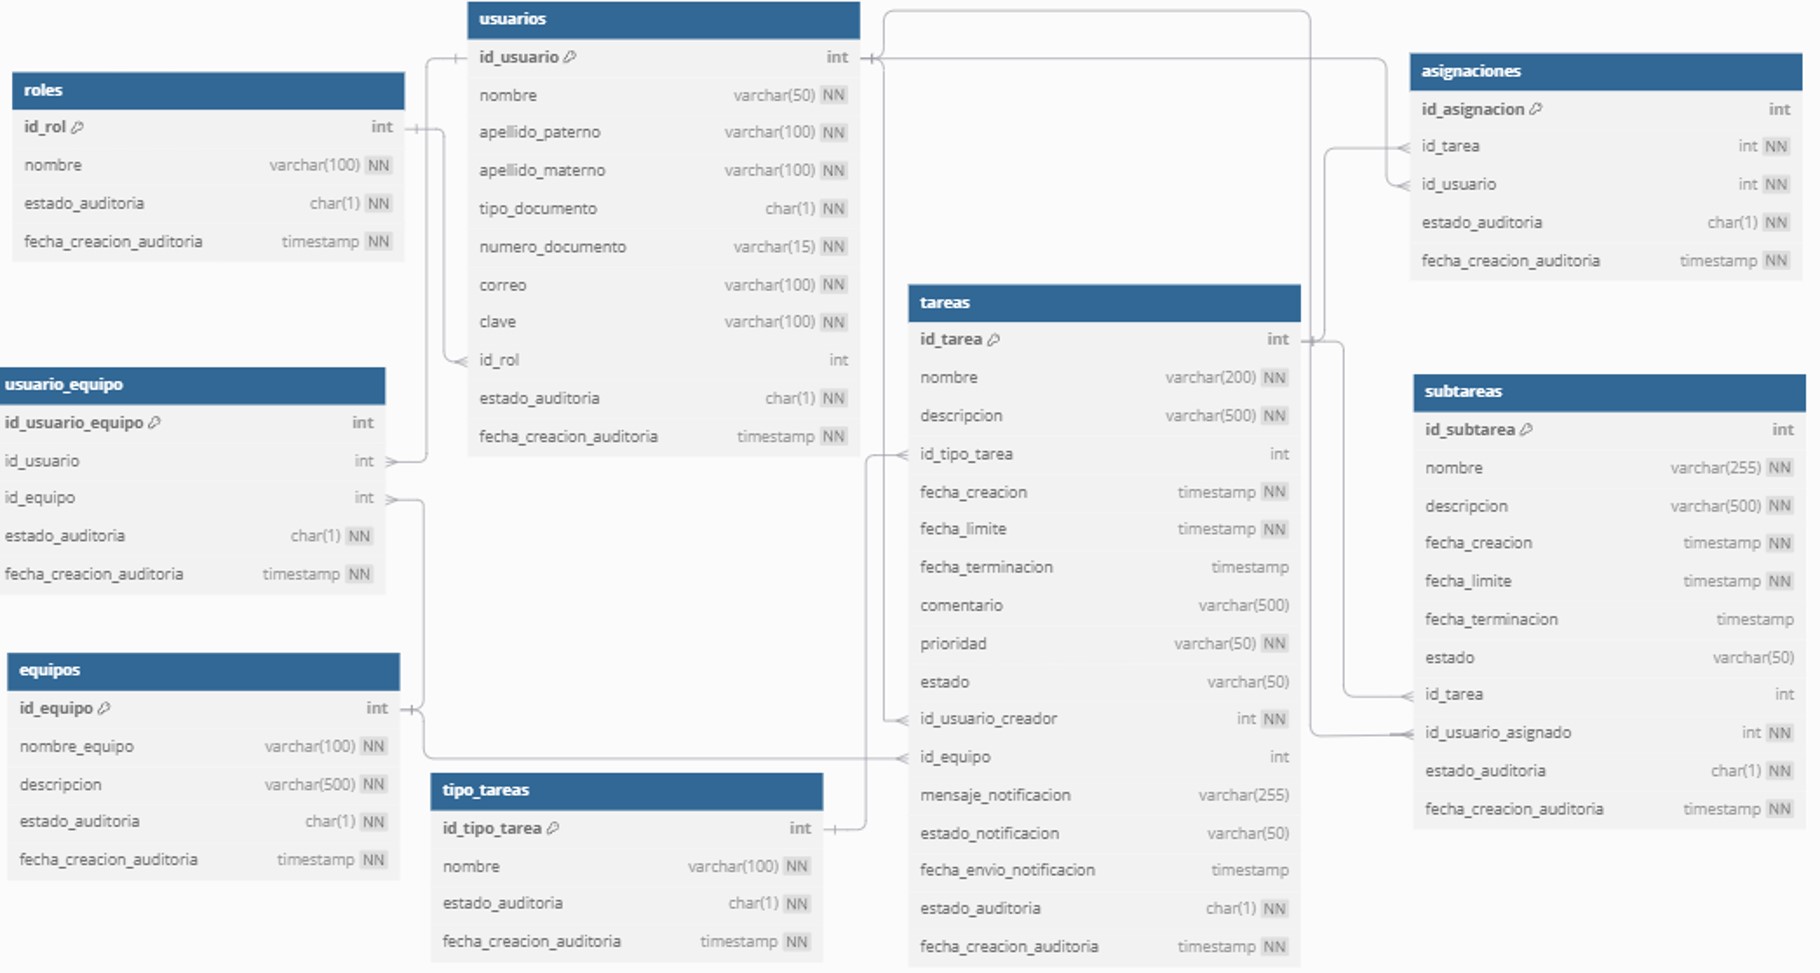 usuarios
id_usuario int
nombre varchar(50) NN
apellido_paterno varchar(100) NN
apellido_materno varchar(100) NN
tipo_documento char(1) NN
numero_documento varchar(15) NN
correo varchar(100) NN
clave varchar(100) NN
id_rol int
estado_auditoria char(1) NN
fecha_creacion_auditoria timestamp NN
roles
id_rol int
nombre varchar(100) NN
estado_auditoria char(1) NN
fecha_creacion_auditoria timestamp NN
usuario_equipo
id_usuario_equipo int
id_usuario int
id_equipo int
estado_auditoria char(1) NN
fecha_creacion_auditoria timestamp NN
equipos
id_equipo int
nombre_equipo varchar(100) NN
descripcion varchar(500) NN
estado_auditoria char(1) NN
fecha_creacion_auditoria timestamp NN
tipo_tareas
id_tipo_tarea int
nombre varchar(100) NN
estado_auditoria char(1) NN
fecha_creacion_auditoria timestamp NN
tareas
id_tarea int
nombre varchar(200) NN
descripcion varchar(500) NN
id_tipo_tarea int
fecha_creacion timestamp NN
fecha_limite timestamp NN
fecha_terminacion timestamp
comentario varchar(500)
prioridad varchar(50) NN
estado varchar(50)
id_usuario_creador int NN
id_equipo int
mensaje_notificacion varchar(255)
estado_notificacion varchar(50)
fecha_envio_notificacion timestamp
estado_auditoria char(1) NN
fecha_creacion_auditoria timestamp NN
asignaciones
id_asignacion int
id_tarea int NN
id_usuario int NN
estado_auditoria char(1) NN
fecha_creacion_auditoria timestamp NN
subtareas
id_subtarea int
nombre varchar(255) NN
descripcion varchar(500) NN
fecha_creacion timestamp NN
fecha_limite timestamp NN
fecha_terminacion timestamp
estado varchar(50)
id_tarea int
id_usuario_asignado int NN
estado_auditoria char(1) NN
fecha_creacion_auditoria timestamp NN